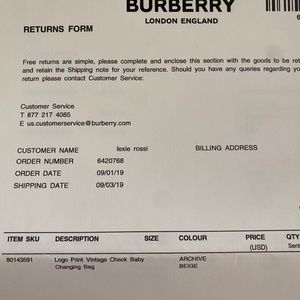 BURBERRY
LONDON ENGLAND
RETURNS FORM
Free returns are simple, please complete and enclose this section with the goods to be ret
and retain the Shipping note for your reference. Should you have any queries regarding yo
return please contact Customer Service:
Customer Service
T 877 217 4085
E us.customerservice@burberry.com
CUSTOMER NAME lexie rossi BILLING ADDRESS
ORDER NUMBER 6420768
ORDER DATE 09/01/19
SHIPPING DATE 09/03/19
ITEM SKU DESCRIPTION SIZE COLOUR PRICE QTY
(USD) Sent
80143591 Logo Print Vintage Check Baby ARCHIVE
Changing Bag BEIGE